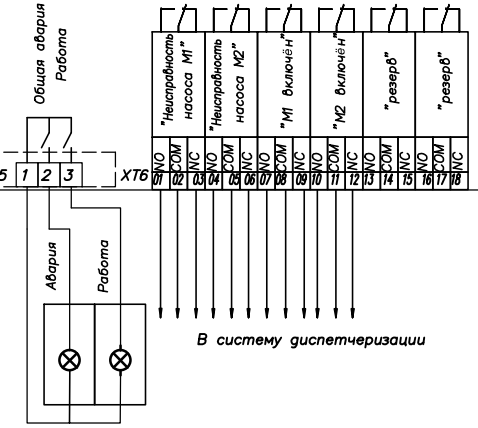 Общая авария
Работа
"Неисправность
насоса М1"
"Неисправность
насоса М2"
"М1 включён"
"М2 включён"
"резерв"
"резерв"
NO COM NC NO COM NC NO COM NC NO COM NC NO COM NC NO COM NC
5 1 2 3 XT6 01 02 03 04 05 06 07 08 09 10 11 12 13 14 15 16 17 18
Авария
Работа
В систему диспетчеризации